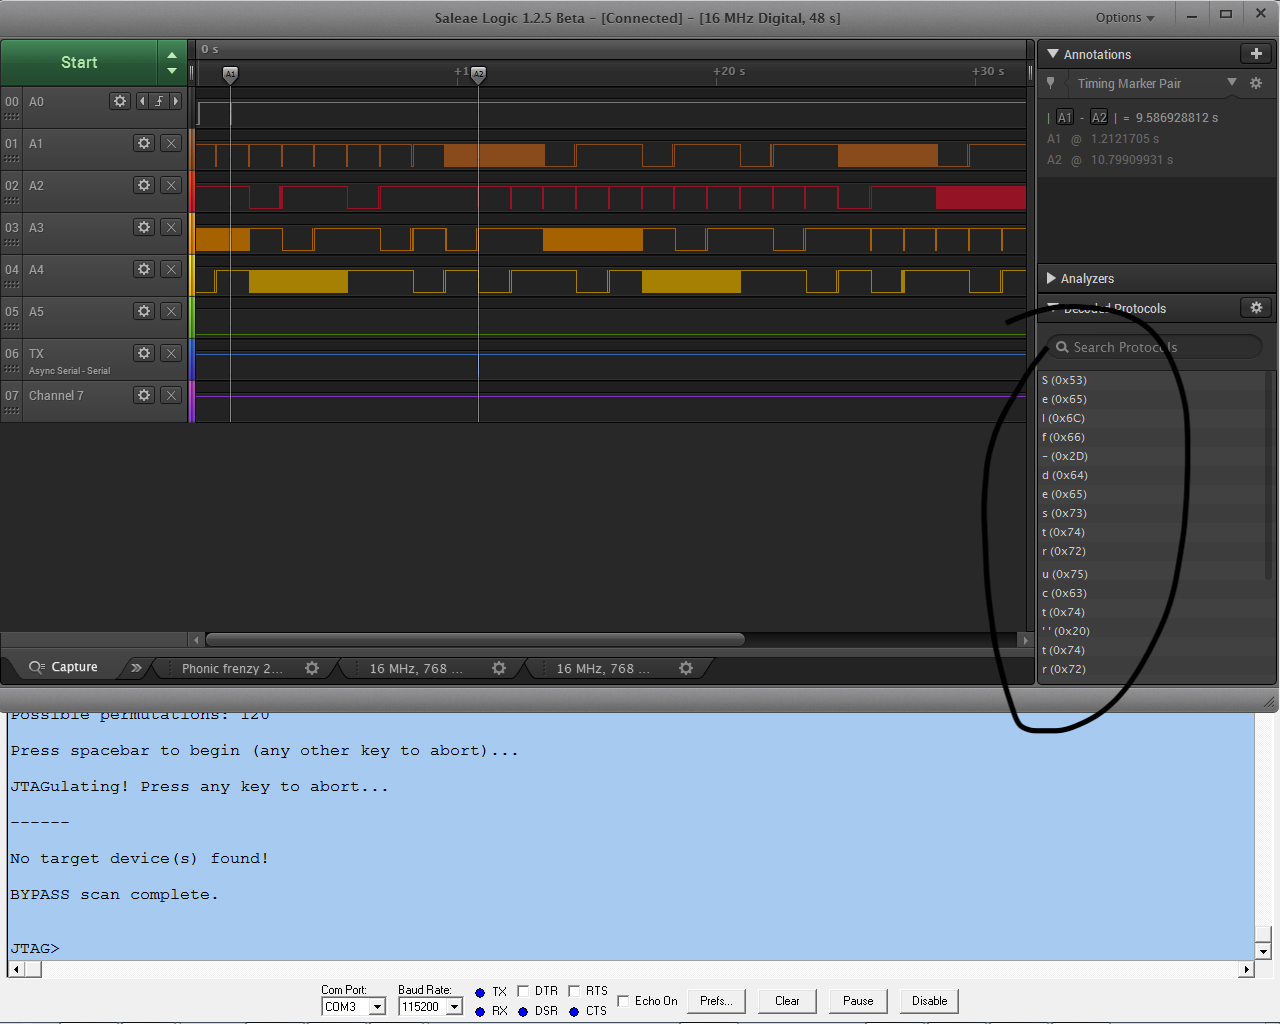 Saleae Logic 1.2.5 Beta - [Connected] - [16 MHz Digital, 48 s]
Options
Start
0 s
+20 s
+30 s
A1
A2
00 A0
01 A1
02 A2
03 A3
04 A4
05 A5
06 TX
Async Serial - Serial
07 Channel 7
Annotations
Timing Marker Pair
| A1 - A2 | = 9.586928812 s
A1 @ 1.2121705 s
A2 @ 10.79909931 s
Analyzers
Decoded Protocols
Search Protocols
S (0x53)
e (0x65)
l (0x6C)
f (0x66)
- (0x2D)
d (0x64)
e (0x65)
s (0x73)
t (0x74)
r (0x72)
u (0x75)
c (0x63)
t (0x74)
' ' (0x20)
t (0x74)
r (0x72)
Capture
Phonic frenzy 2...
16 MHz, 768 ...
16 MHz, 768 ...
Possible permutations: 120
Press spacebar to begin (any other key to abort)...
JTAGulating! Press any key to abort...
------
No target device(s) found!
BYPASS scan complete.
JTAG>
Com Port:
COM3
Baud Rate:
115200
TX DTR RTS
RX DSR CTS
Echo On
Prefs...
Clear
Pause
Disable